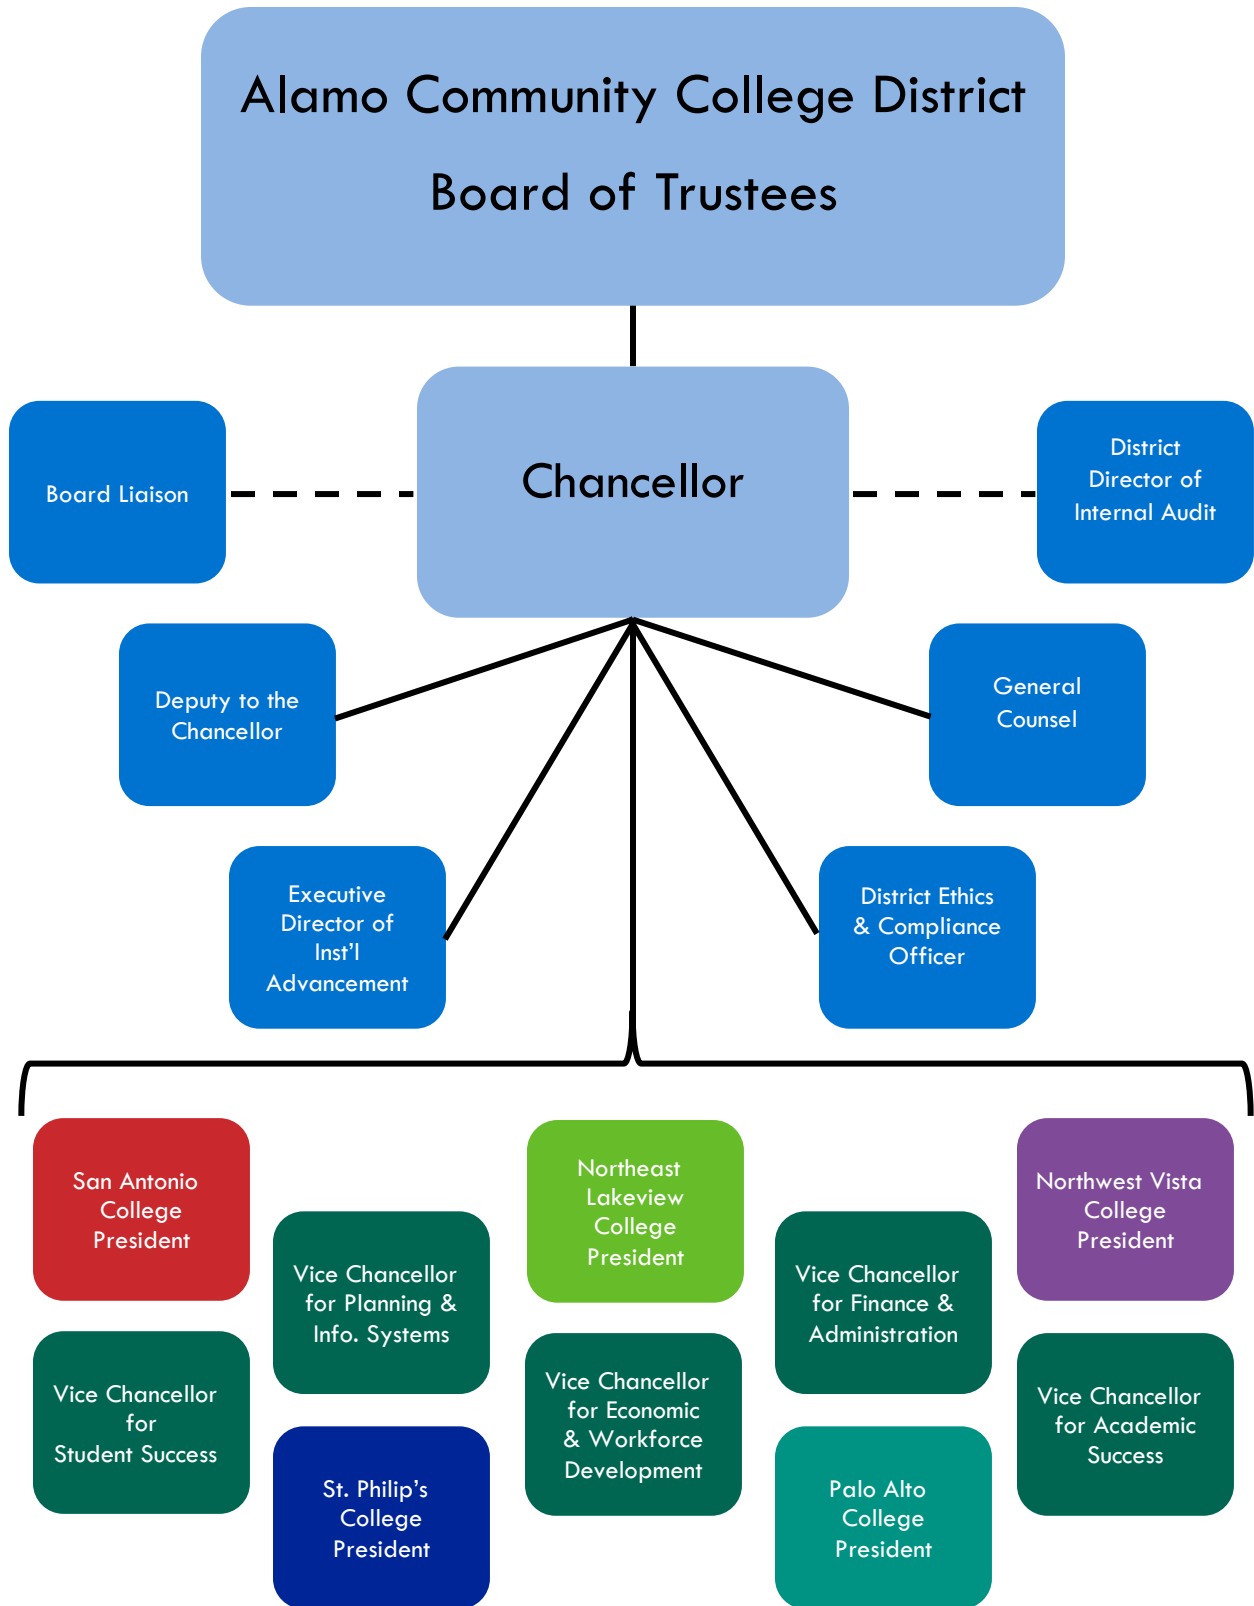 Alamo Community College District
Board of Trustees
Chancellor
Board Liaison
District
Director of
Internal Audit
Deputy to the
Chancellor
General
Counsel
Executive
Director of
Inst’l
Advancement
District Ethics
& Compliance
Officer
San Antonio
College
President
Northeast
Lakeview
College
President
Northwest Vista
College
President
Vice Chancellor
for Planning &
Info. Systems
Vice Chancellor
for Finance &
Administration
Vice Chancellor
for
Student Success
Vice Chancellor
for Economic
& Workforce
Development
Vice Chancellor
for Academic
Success
St. Philip’s
College
President
Palo Alto
College
President